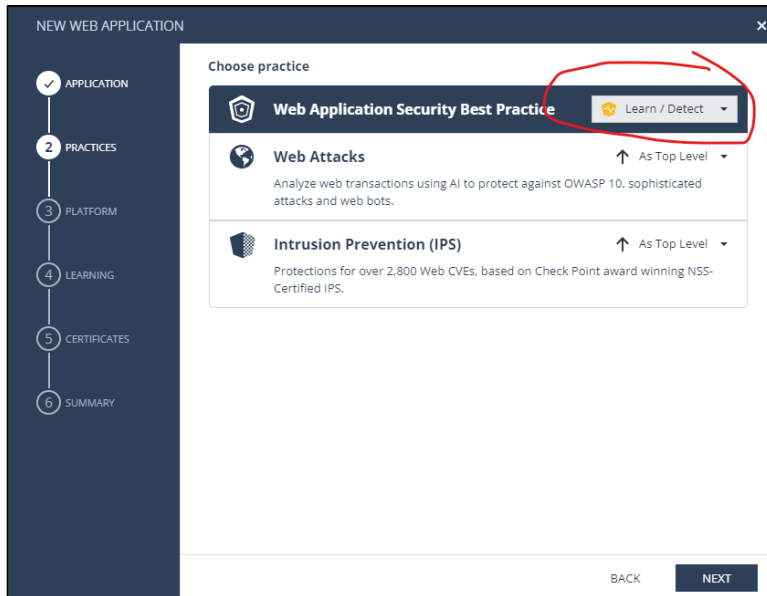 NEW WEB APPLICATION
×
APPLICATION
2 PRACTICES
3 PLATFORM
4 LEARNING
5 CERTIFICATES
6 SUMMARY
Choose practice
Web Application Security Best Practice
Learn / Detect
Web Attacks
As Top Level
Analyze web transactions using AI to protect against OWASP 10, sophisticated
attacks and web bots.
Intrusion Prevention (IPS)
As Top Level
Protections for over 2,800 Web CVEs, based on Check Point award winning NSS-
Certified IPS.
BACK
NEXT